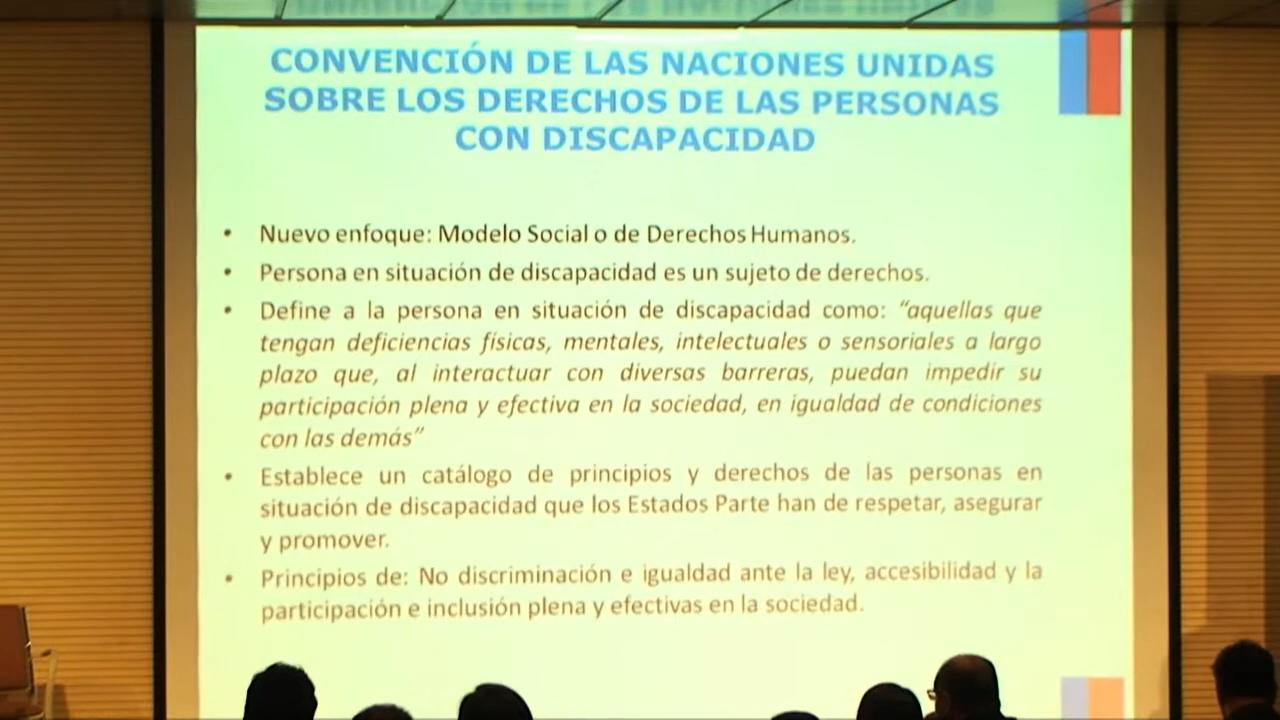 CONVENCIÓN DE LAS NACIONES UNIDAS
SOBRE LOS DERECHOS DE LAS PERSONAS
CON DISCAPACIDAD
• Nuevo enfoque: Modelo Social o de Derechos Humanos.
• Persona en situación de discapacidad es un sujeto de derechos.
• Define a la persona en situación de discapacidad como: “aquellas que
tengan deficiencias físicas, mentales, intelectuales o sensoriales a largo
plazo que, al interactuar con diversas barreras, puedan impedir su
participación plena y efectiva en la sociedad, en igualdad de condiciones
con las demás”
• Establece un catálogo de principios y derechos de las personas en
situación de discapacidad que los Estados Parte han de respetar, asegurar
y promover.
• Principios de: No discriminación e igualdad ante la ley, accesibilidad y la
participación e inclusión plena y efectivas en la sociedad.